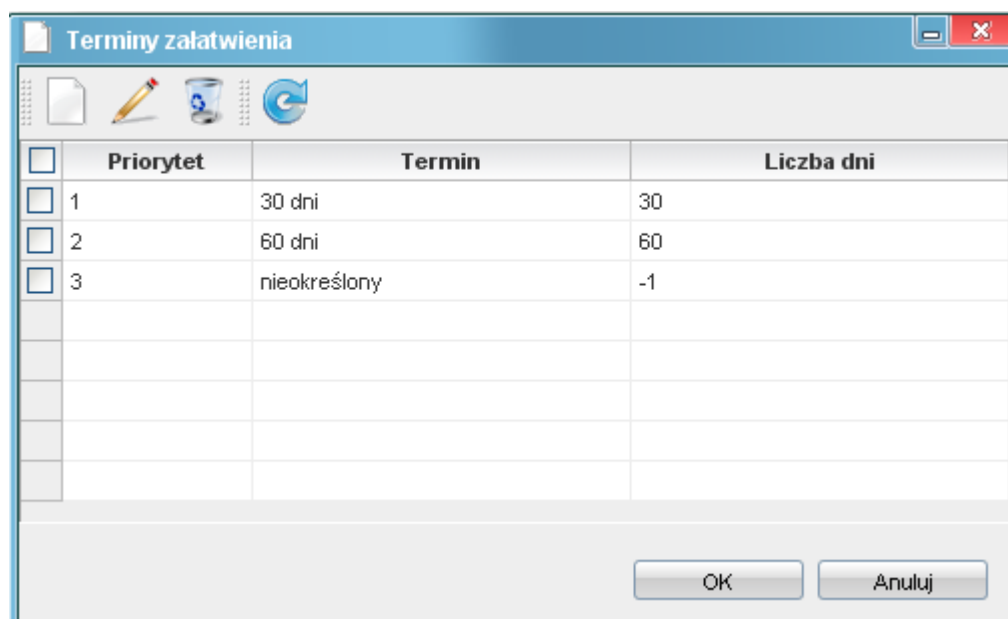 Terminy załatwienia
Priorytet Termin Liczba dni
1 30 dni 30
2 60 dni 60
3 nieokreślony -1
OK Anuluj